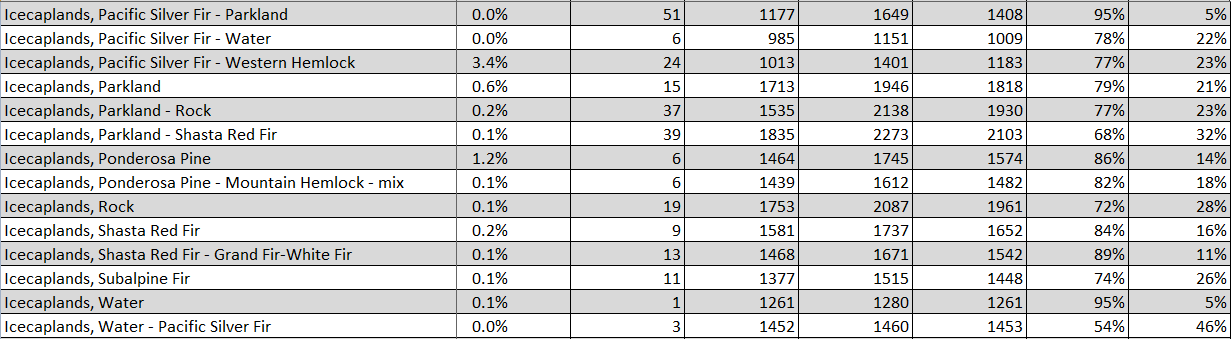 Icecaplands, Pacific Silver Fir - Parkland 0.0% 51 1177 1649 1408 95% 5%
Icecaplands, Pacific Silver Fir - Water 0.0% 6 985 1151 1009 78% 22%
Icecaplands, Pacific Silver Fir - Western Hemlock 3.4% 24 1013 1401 1183 77% 23%
Icecaplands, Parkland 0.6% 15 1713 1946 1818 79% 21%
Icecaplands, Parkland - Rock 0.2% 37 1535 2138 1930 77% 23%
Icecaplands, Parkland - Shasta Red Fir 0.1% 39 1835 2273 2103 68% 32%
Icecaplands, Ponderosa Pine 1.2% 6 1464 1745 1574 86% 14%
Icecaplands, Ponderosa Pine - Mountain Hemlock - mix 0.1% 6 1439 1612 1482 82% 18%
Icecaplands, Rock 0.1% 19 1753 2087 1961 72% 28%
Icecaplands, Shasta Red Fir 0.2% 9 1581 1737 1652 84% 16%
Icecaplands, Shasta Red Fir - Grand Fir-White Fir 0.1% 13 1468 1671 1542 89% 11%
Icecaplands, Subalpine Fir 0.1% 11 1377 1515 1448 74% 26%
Icecaplands, Water 0.1% 1 1261 1280 1261 95% 5%
Icecaplands, Water - Pacific Silver Fir 0.0% 3 1452 1460 1453 54% 46%